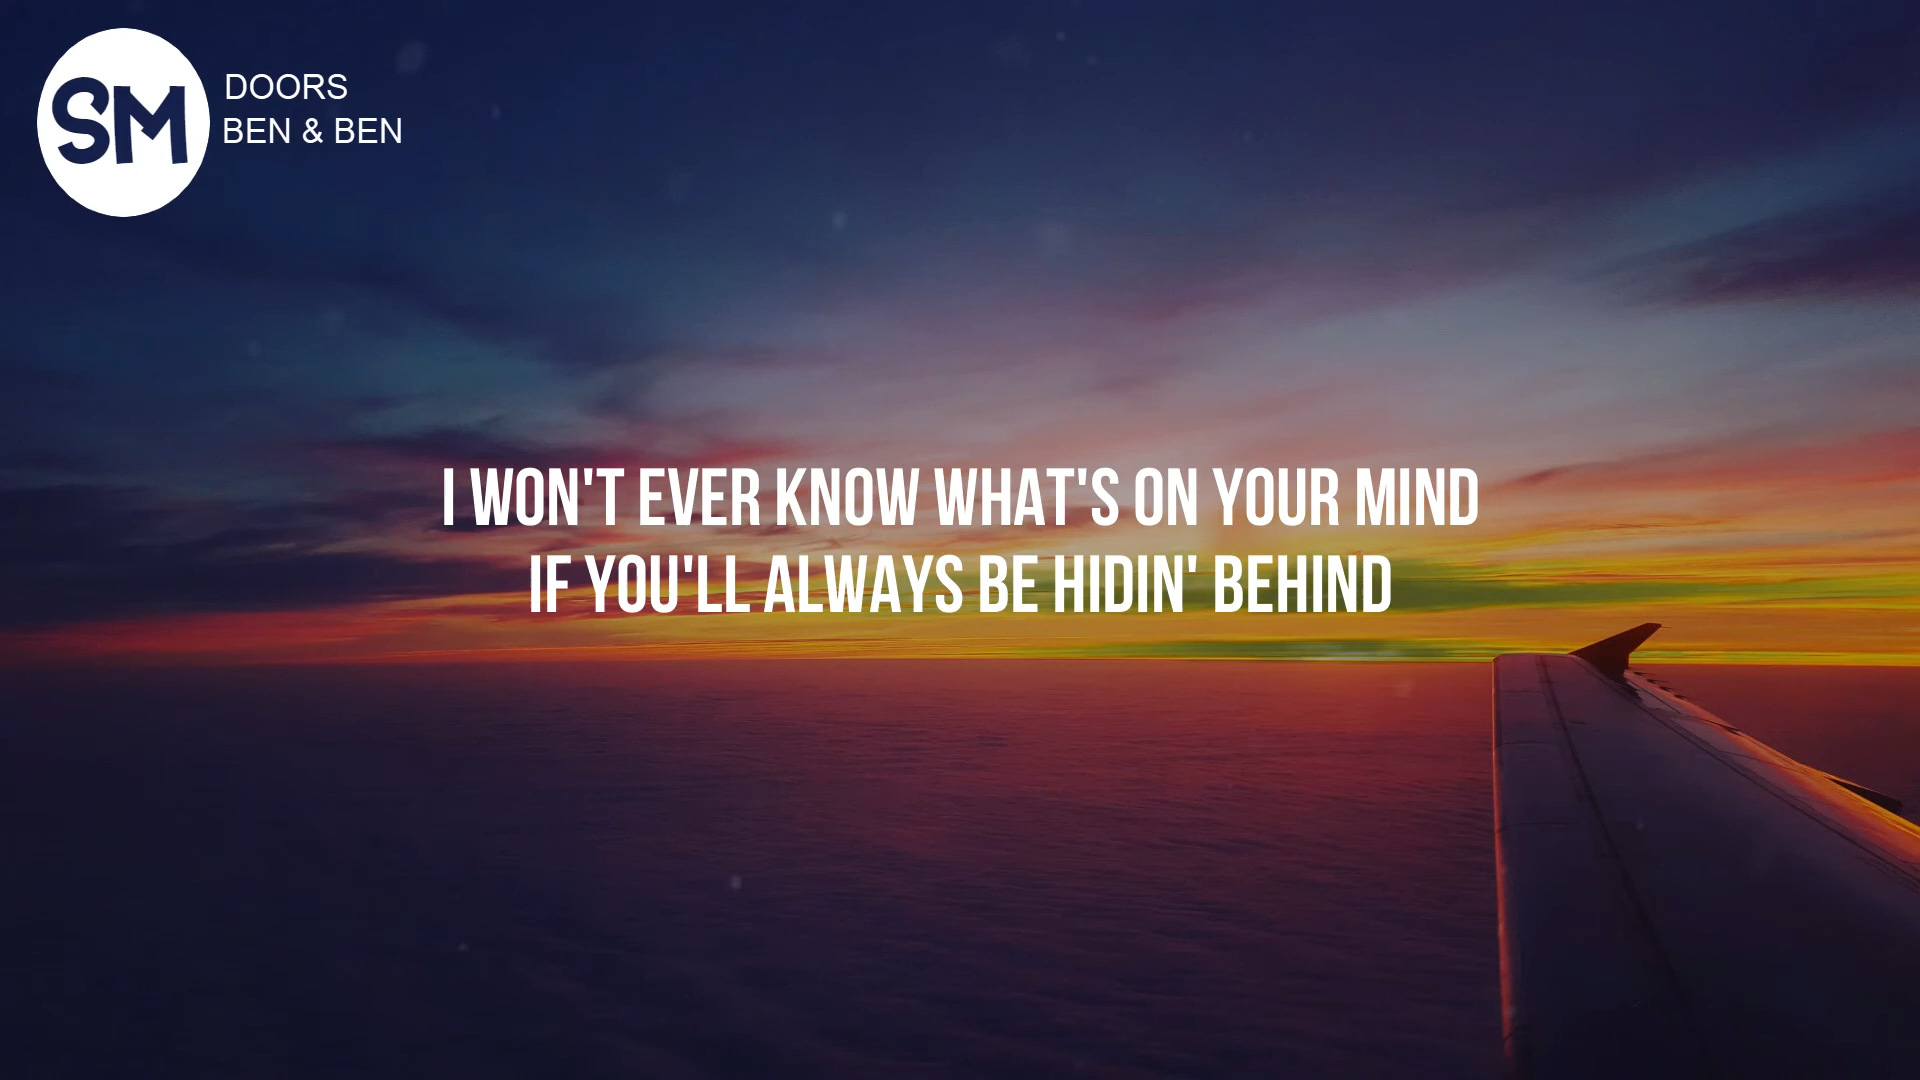 SM
DOORS
BEN & BEN
I WON'T EVER KNOW WHAT'S ON YOUR MIND
IF YOU'LL ALWAYS BE HIDIN' BEHIND